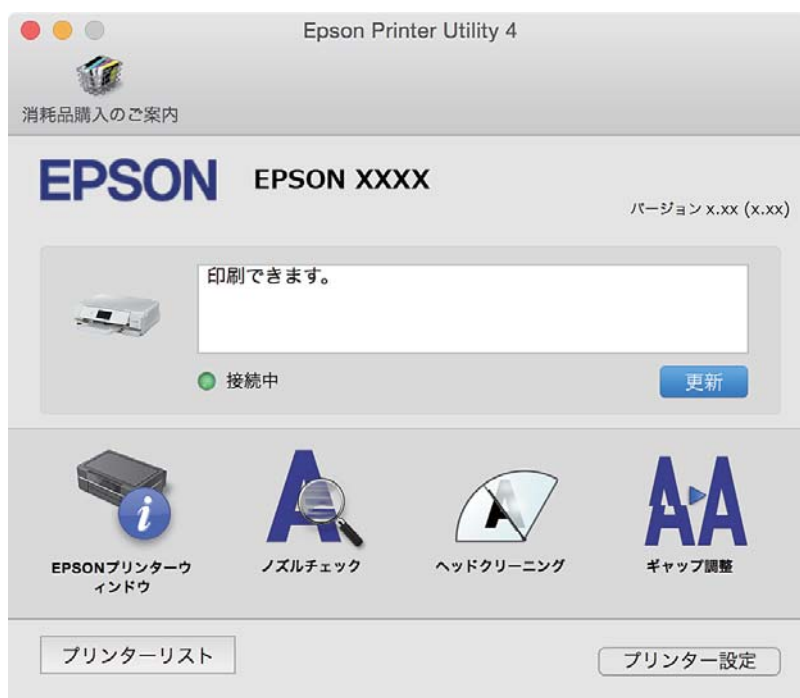 Epson Printer Utility 4
消耗品購入のご案内
EPSON
EPSON XXXX
バージョン x.xx (x.xx)
印刷できます。
接続中
更新
EPSONプリンターウ
ィンドウ
ノズルチェック
ヘッドクリーニング
ギャップ調整
プリンターリスト
プリンター設定